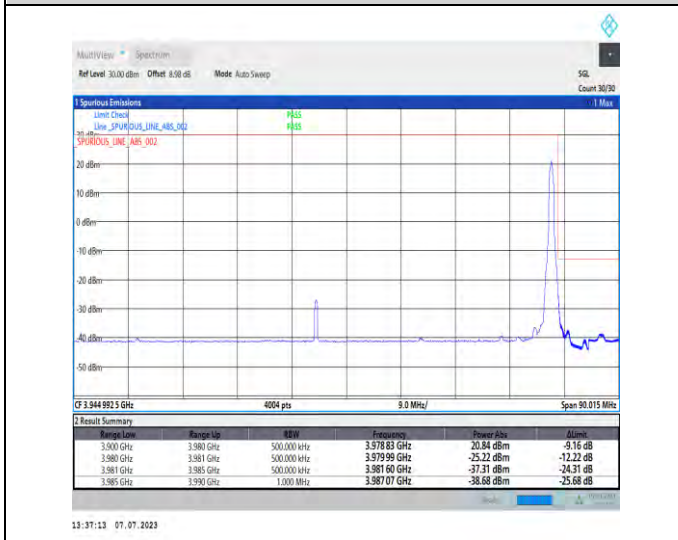 MultiView Spectrum
Ref Level 30.00 dBm Offset 8.98 dB Mode Auto Sweep SGL
Count 30/30
1 Spurious Emissions 1 Max
Limit Check PASS
Line _SPURIOUS_LINE_ABS_002 PASS
30 dBm
_SPURIOUS_LINE_ABS_002
20 dBm
10 dBm
0 dBm
-10 dBm
-20 dBm
-30 dBm
-40 dBm
-50 dBm
CF 3.944 992 5 GHz 4004 pts 9.0 MHz/ Span 90.015 MHz
2 Result Summary
Range Low Range Up RBW Frequency Power Abs ΔLimit
3.900 GHz 3.980 GHz 500.000 kHz 3.978 83 GHz 20.84 dBm -9.16 dB
3.980 GHz 3.981 GHz 500.000 kHz 3.979 99 GHz -25.22 dBm -12.22 dB
3.981 GHz 3.985 GHz 500.000 kHz 3.981 60 GHz -37.31 dBm -24.31 dB
3.985 GHz 3.990 GHz 1.000 MHz 3.987 07 GHz -38.68 dBm -25.68 dB
13:37:13 07.07.2023